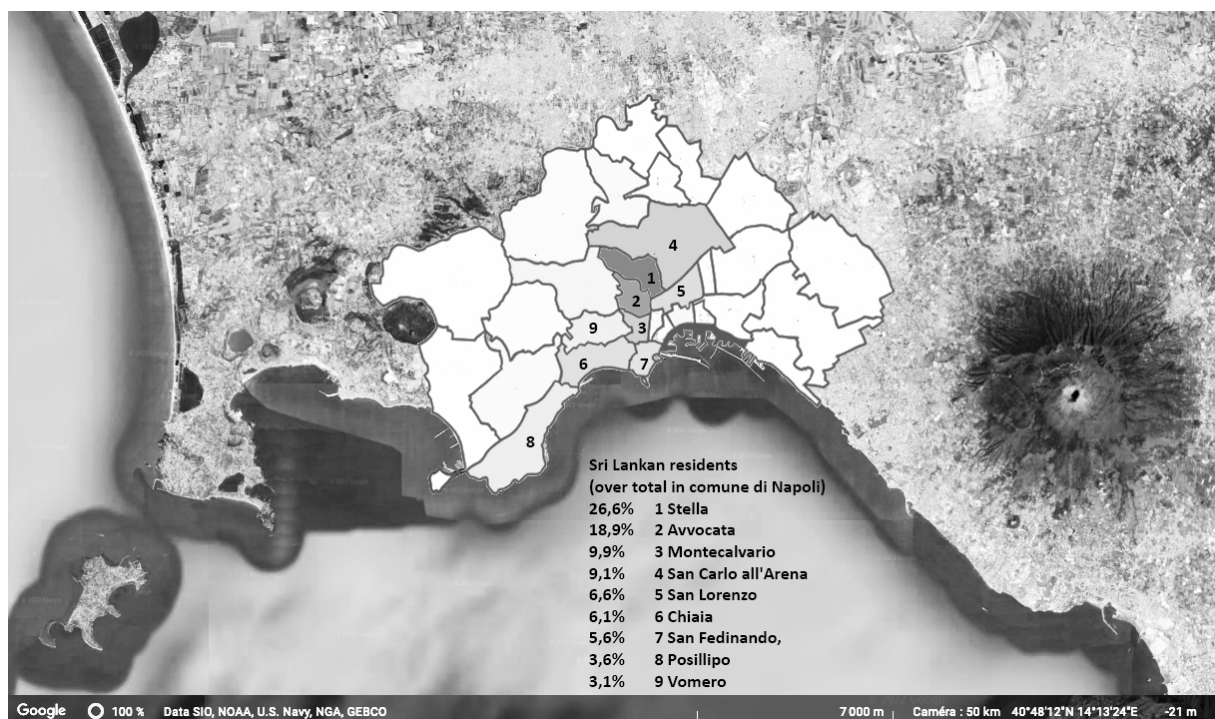 4
1
5
2
3
9
6
7
8
Sri Lankan residents
(over total in comune di Napoli)
26,6% 1 Stella
18,9% 2 Avvocata
9,9% 3 Montecalvario
9,1% 4 San Carlo all'Arena
6,6% 5 San Lorenzo
6,1% 6 Chiaia
5,6% 7 San Fedinando,
3,6% 8 Posillipo
3,1% 9 Vomero
Google 100 % Data SIO, NOAA, U.S. Navy, NGA, GEBCO 7 000 m Caméra : 50 km 40°48'12"N 14°13'24"E -21 m